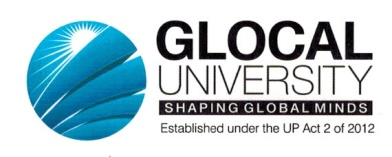 GLOCAL
UNIVERSITY
SHAPING GLOBAL MINDS
Established under the UP Act 2 of 2012